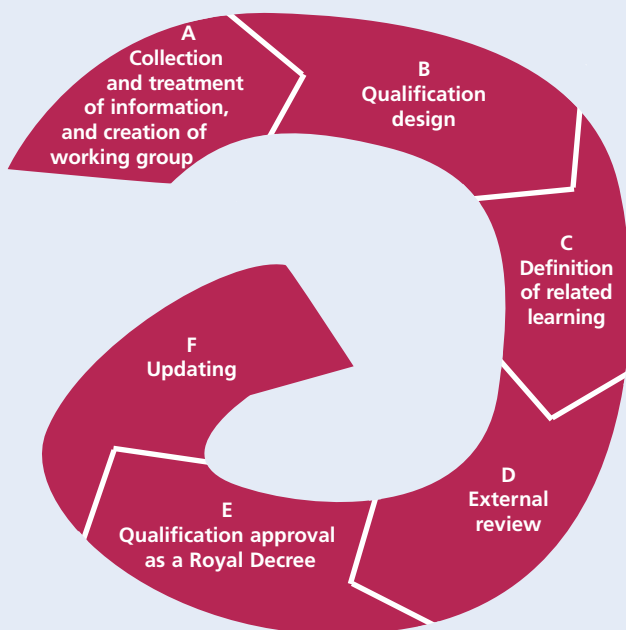 A
Collection
and treatment
of information,
and creation of
working group
B
Qualification
design
C
Definition
of related
learning
D
External
review
E
Qualification approval
as a Royal Decree
F
Updating